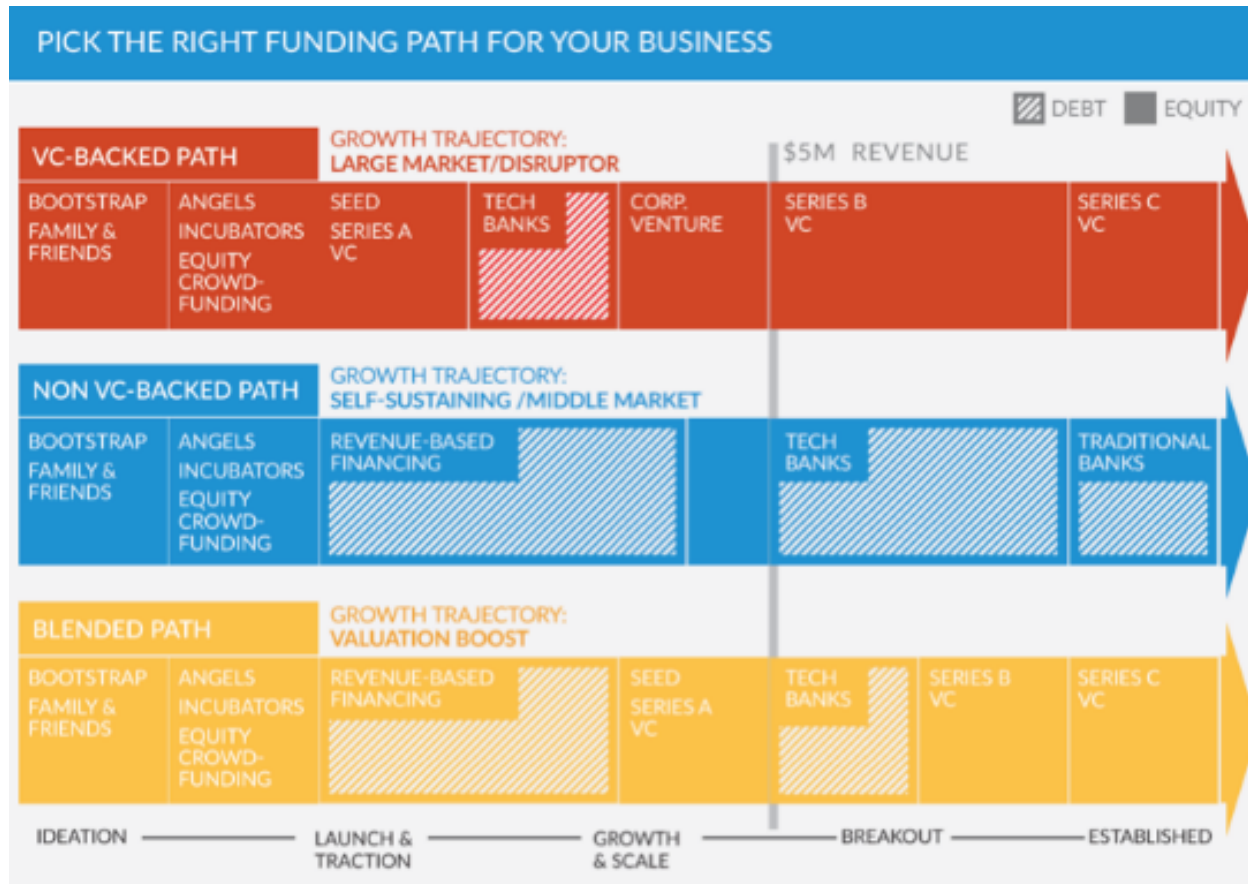 PICK THE RIGHT FUNDING PATH FOR YOUR BUSINESS
DEBT
EQUITY
VC-BACKED PATH
GROWTH TRAJECTORY:
LARGE MARKET/DISRUPTOR
$5M REVENUE
BOOTSTRAP
FAMILY &
FRIENDS
ANGELS
INCUBATORS
EQUITY
CROWD-
FUNDING
SEED
SERIES A
VC
TECH
BANKS
CORP.
VENTURE
SERIES B
VC
SERIES C
VC
NON VC-BACKED PATH
GROWTH TRAJECTORY:
SELF-SUSTAINING /MIDDLE MARKET
BOOTSTRAP
FAMILY &
FRIENDS
ANGELS
INCUBATORS
EQUITY
CROWD-
FUNDING
REVENUE-BASED
FINANCING
TECH
BANKS
TRADITIONAL
BANKS
BLENDED PATH
GROWTH TRAJECTORY:
VALUATION BOOST
BOOTSTRAP
FAMILY &
FRIENDS
ANGELS
INCUBATORS
EQUITY
CROWD-
FUNDING
REVENUE-BASED
FINANCING
SEED
SERIES A
VC
TECH
BANKS
SERIES B
VC
SERIES C
VC
IDEATION
LAUNCH &
TRACTION
GROWTH
& SCALE
BREAKOUT
ESTABLISHED